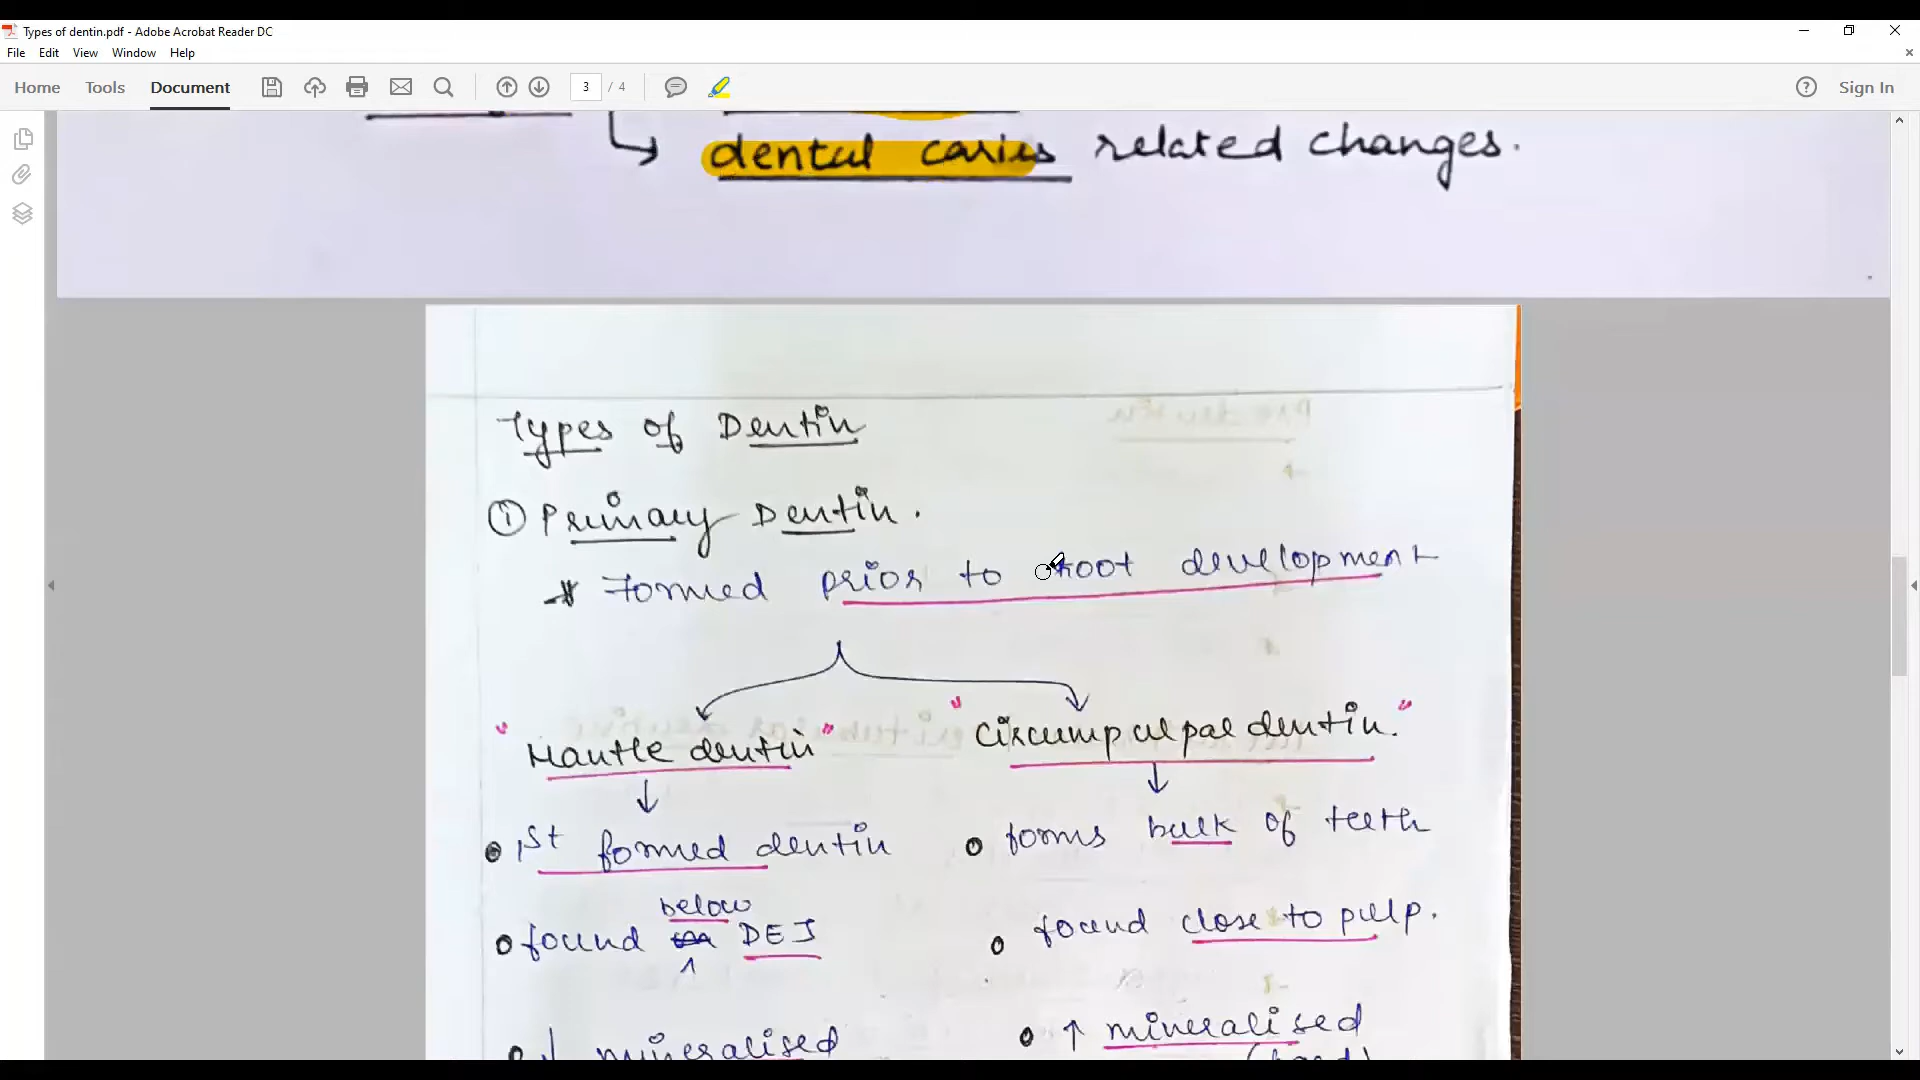 Types of dentin.pdf - Adobe Acrobat Reader DC
File Edit View Window Help
Home Tools Document 3 / 4 Sign In
dental caries related changes.
Types of Dentin
① Primary Dentin.
* Formed prior to root development
"Mantle dentin" "Circumpulpal dentin."
• 1st formed dentin • forms bulk of teeth
below
• found DEJ • found close to pulp.
• ↓ mineralised • ↑ mineralised
(hard)